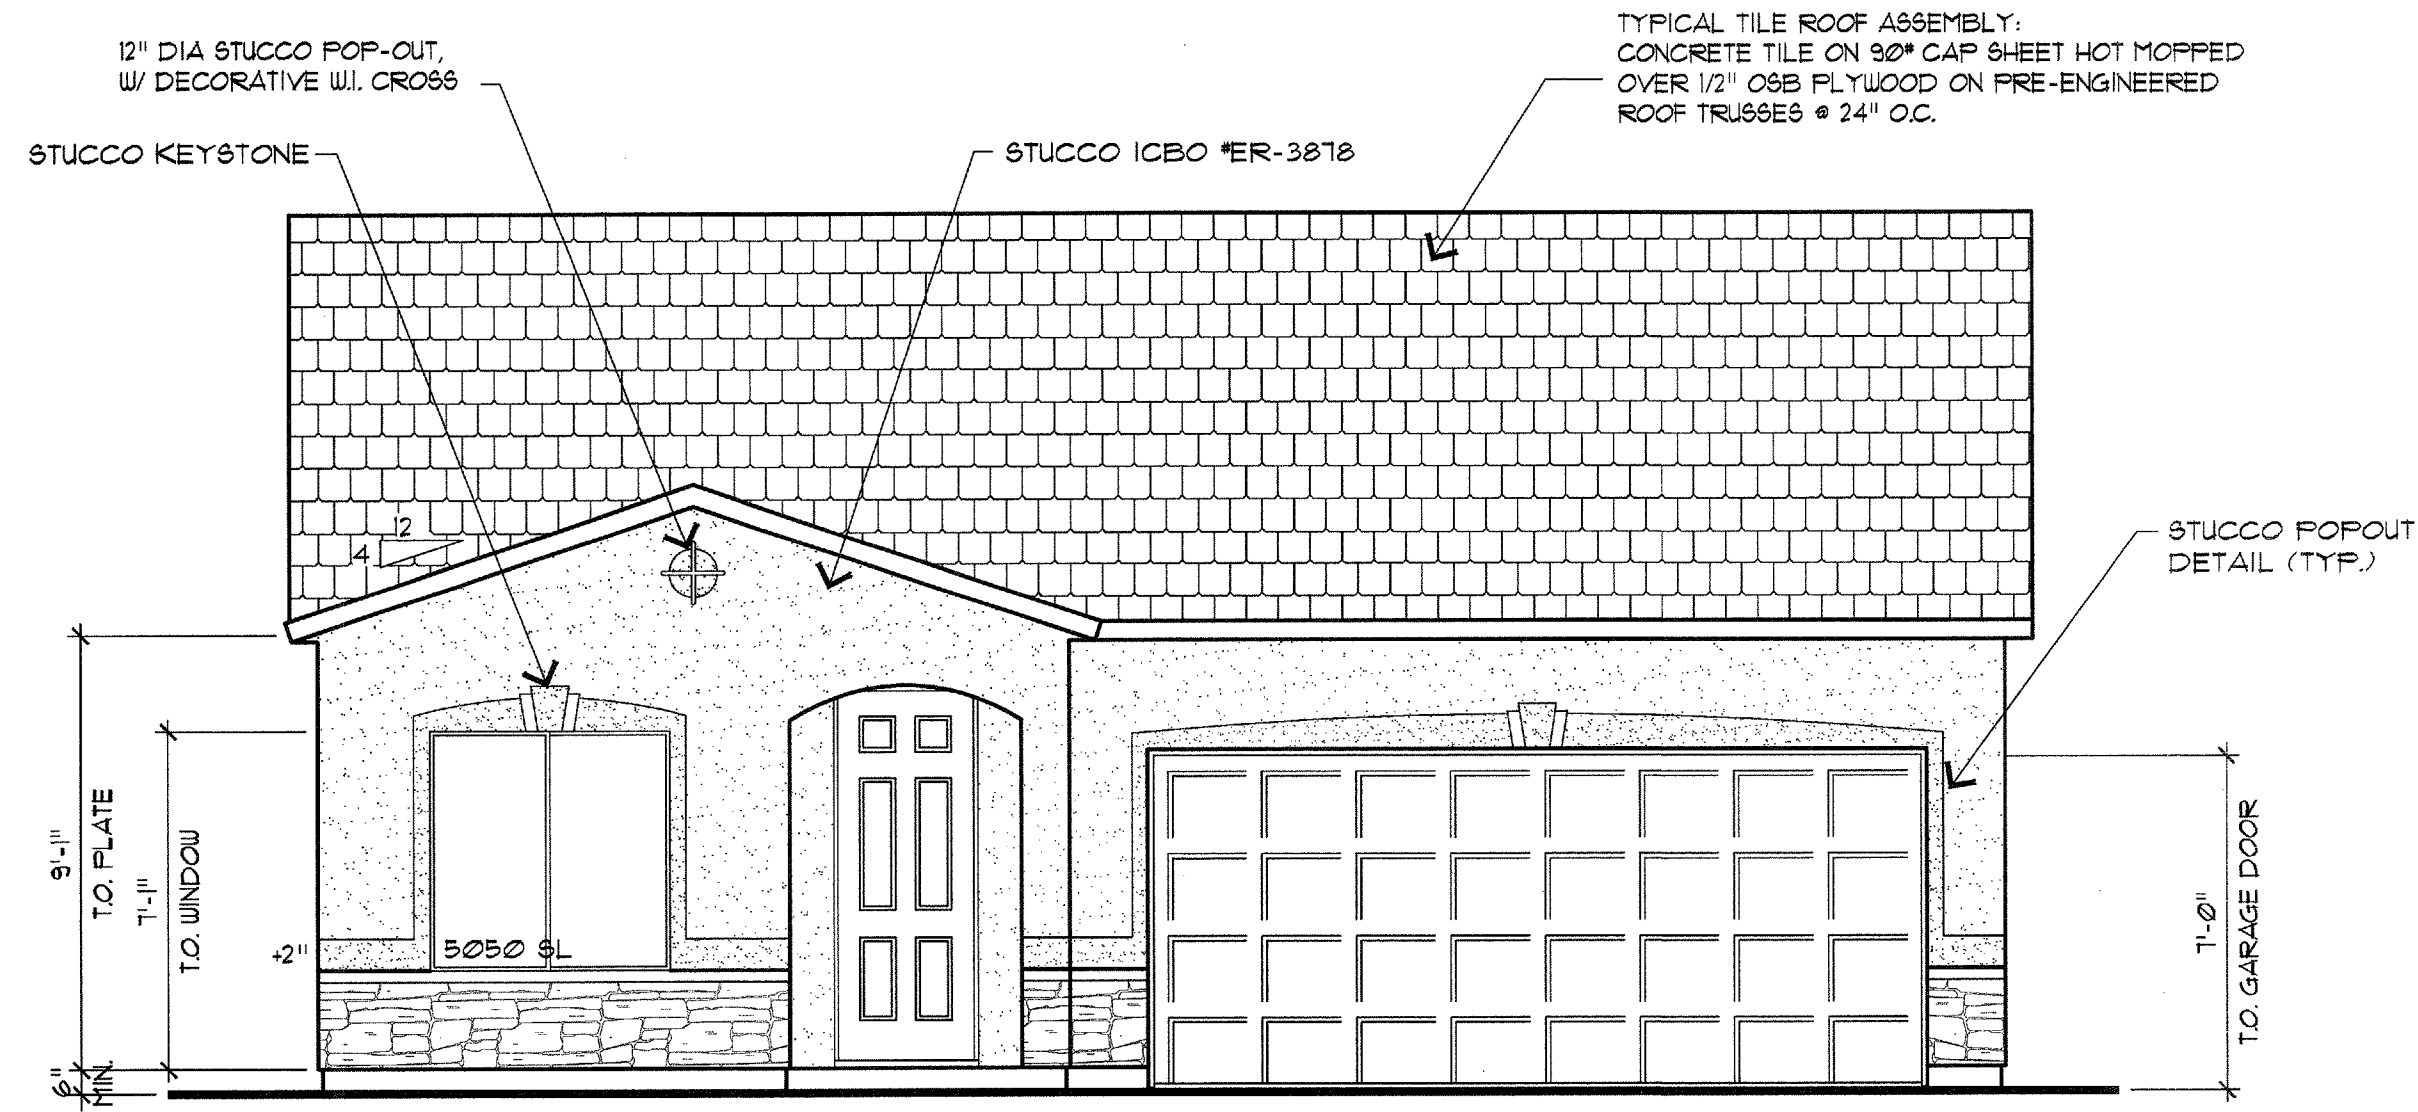 TYPICAL TILE ROOF ASSEMBLY:
CONCRETE TILE ON 90# CAP SHEET HOT MOPPED
OVER 1/2" OSB PLYWOOD ON PRE-ENGINEERED
ROOF TRUSSES @ 24" O.C.
12" DIA STUCCO POP-OUT,
W/ DECORATIVE W.I. CROSS
STUCCO KEYSTONE
STUCCO ICBO #ER-3878
12
4
STUCCO POPOUT
DETAIL (TYP.)
9'-1"
T.O. PLATE
7'-1"
T.O. WINDOW
+2"
5050 SL
6"
MIN.
7'-0"
T.O. GARAGE DOOR